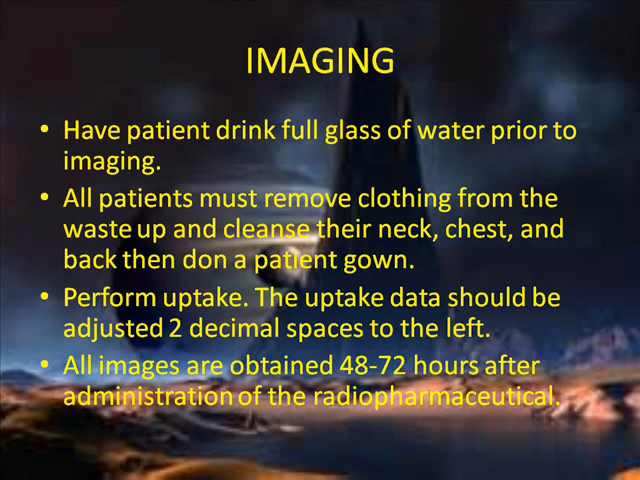 IMAGING
• Have patient drink full glass of water prior to
imaging.
• All patients must remove clothing from the
waste up and cleanse their neck, chest, and
back then don a patient gown.
• Perform uptake. The uptake data should be
adjusted 2 decimal spaces to the left.
• All images are obtained 48-72 hours after
administration of the radiopharmaceutical.